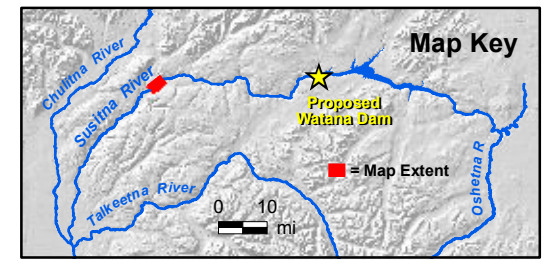 Map Key
Chulitna River
Susitna River
Proposed
Watana Dam
= Map Extent
Talkeetna River
Oshetna R
0 10
mi